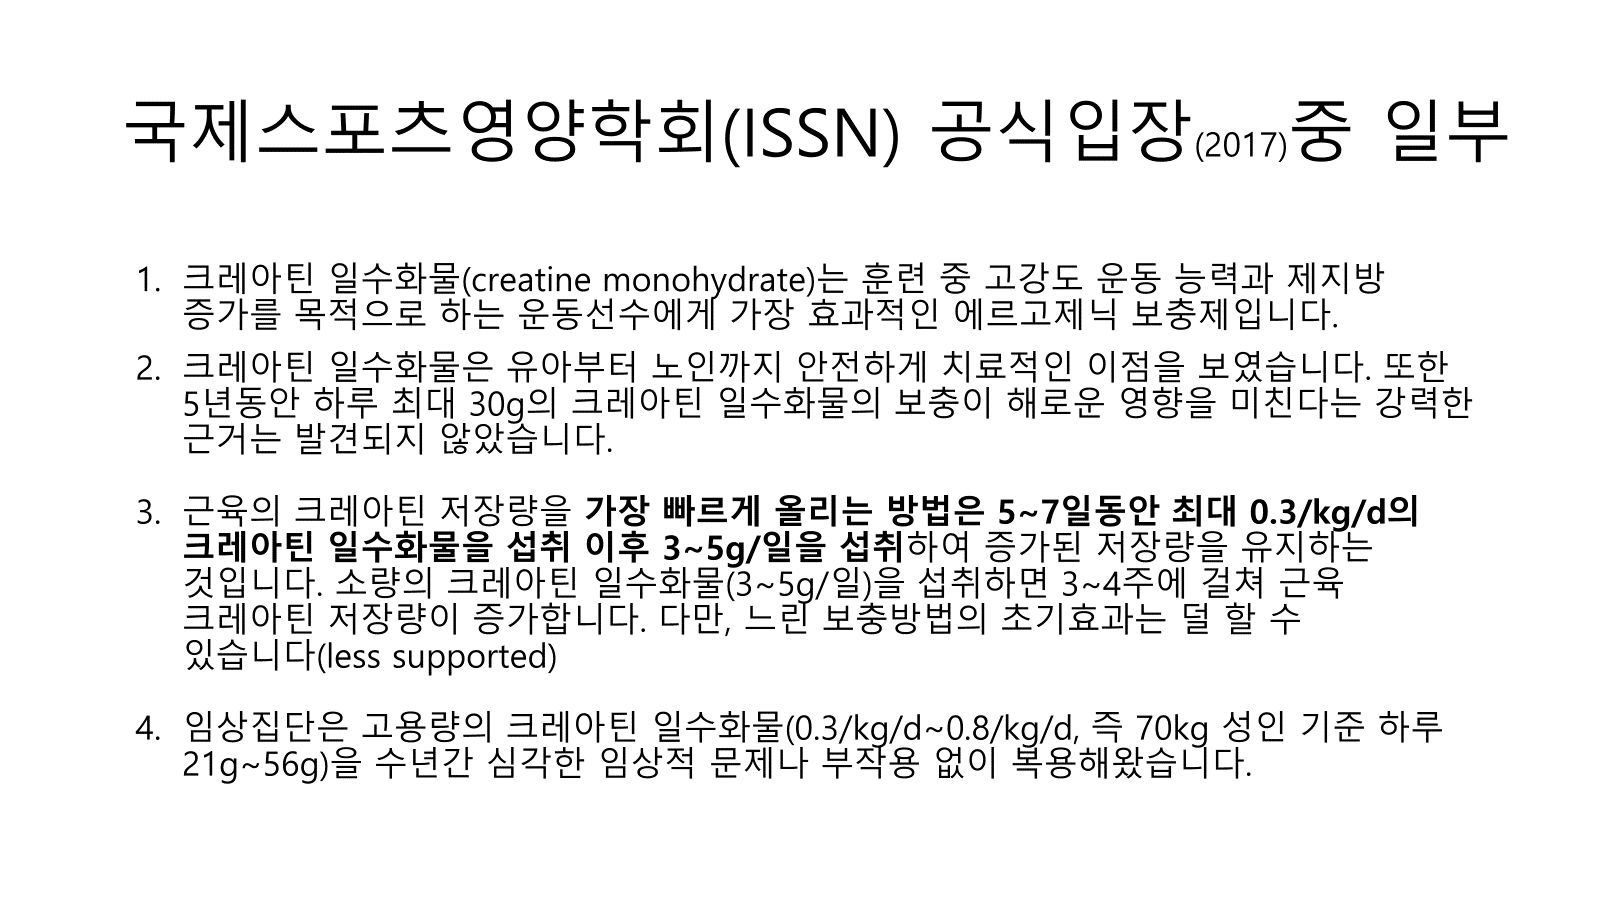 국제스포츠영양학회(ISSN) 공식입장(2017)중 일부
1. 크레아틴 일수화물(creatine monohydrate)는 훈련 중 고강도 운동 능력과 제지방
증가를 목적으로 하는 운동선수에게 가장 효과적인 에르고제닉 보충제입니다.
2. 크레아틴 일수화물은 유아부터 노인까지 안전하게 치료적인 이점을 보였습니다. 또한
5년동안 하루 최대 30g의 크레아틴 일수화물의 보충이 해로운 영향을 미친다는 강력한
근거는 발견되지 않았습니다.
3. 근육의 크레아틴 저장량을 가장 빠르게 올리는 방법은 5~7일동안 최대 0.3/kg/d의
크레아틴 일수화물을 섭취 이후 3~5g/일을 섭취하여 증가된 저장량을 유지하는
것입니다. 소량의 크레아틴 일수화물(3~5g/일)을 섭취하면 3~4주에 걸쳐 근육
크레아틴 저장량이 증가합니다. 다만, 느린 보충방법의 초기효과는 덜 할 수
있습니다(less supported)
4. 임상집단은 고용량의 크레아틴 일수화물(0.3/kg/d~0.8/kg/d, 즉 70kg 성인 기준 하루
21g~56g)을 수년간 심각한 임상적 문제나 부작용 없이 복용해왔습니다.